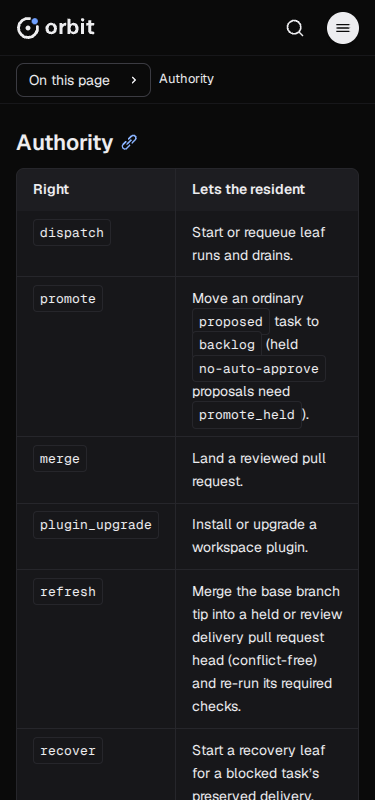 orbit
On this page
Authority
Authority
Right
Lets the resident
dispatch
Start or requeue leaf
runs and drains.
promote
Move an ordinary
proposed task to
backlog (held
no-auto-approve
proposals need
promote_held ).
merge
Land a reviewed pull
request.
plugin_upgrade
Install or upgrade a
workspace plugin.
refresh
Merge the base branch
tip into a held or review
delivery pull request
head (conflict-free)
and re-run its required
checks.
recover
Start a recovery leaf
for a blocked task's
preserved delivery.